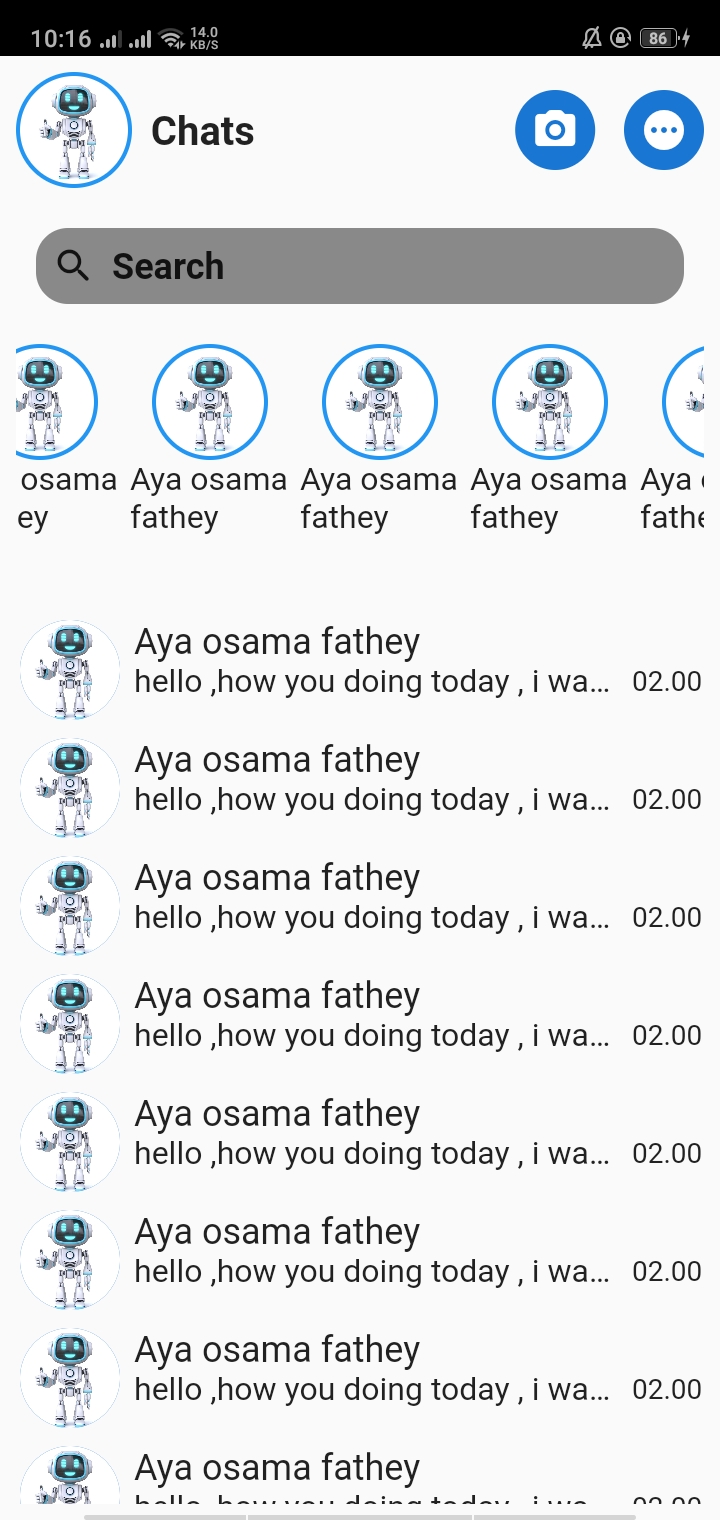 10:16 14.0 KB/S 86
Chats
Search
osama Aya osama Aya osama Aya osama Aya
ey fathey fathey fathey fathe
Aya osama fathey
hello ,how you doing today , i wa... 02.00
Aya osama fathey
hello ,how you doing today , i wa... 02.00
Aya osama fathey
hello ,how you doing today , i wa... 02.00
Aya osama fathey
hello ,how you doing today , i wa... 02.00
Aya osama fathey
hello ,how you doing today , i wa... 02.00
Aya osama fathey
hello ,how you doing today , i wa... 02.00
Aya osama fathey
hello ,how you doing today , i wa... 02.00
Aya osama fathey